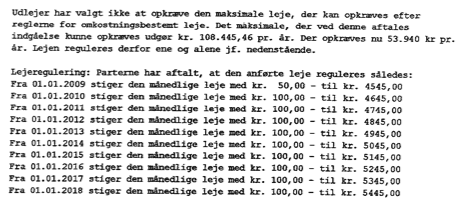 Udlejer har valgt ikke at opkræve den maksimale leje, der kan opkræves efter
reglerne for omkostningsbestemt leje. Det maksimale, der ved denne aftales
indgåelse kunne opkræves udgør kr. 108.445,46 pr. år. Der opkræves nu 53.940 kr pr.
år. Lejen reguleres derfor ene og alene jf. nedenstående.
Lejeregulering: Parterne har aftalt, at den anførte leje reguleres således:
Fra 01.01.2009 stiger den månedlige leje med kr. 50,00 - til kr. 4545,00
Fra 01.01.2010 stiger den månedlige leje med kr. 100,00 - til kr. 4645,00
Fra 01.01.2011 stiger den månedlige leje med kr. 100,00 - til kr. 4745,00
Fra 01.01.2012 stiger den månedlige leje med kr. 100,00 - til kr. 4845,00
Fra 01.01.2013 stiger den månedlige leje med kr. 100,00 - til kr. 4945,00
Fra 01.01.2014 stiger den månedlige leje med kr. 100,00 - til kr. 5045,00
Fra 01.01.2015 stiger den månedlige leje med kr. 100,00 - til kr. 5145,00
Fra 01.01.2016 stiger den månedlige leje med kr. 100,00 - til kr. 5245,00
Fra 01.01.2017 stiger den månedlige leje med kr. 100,00 - til kr. 5345,00
Fra 01.01.2018 stiger den månedlige leje med kr. 100,00 - til kr. 5445,00